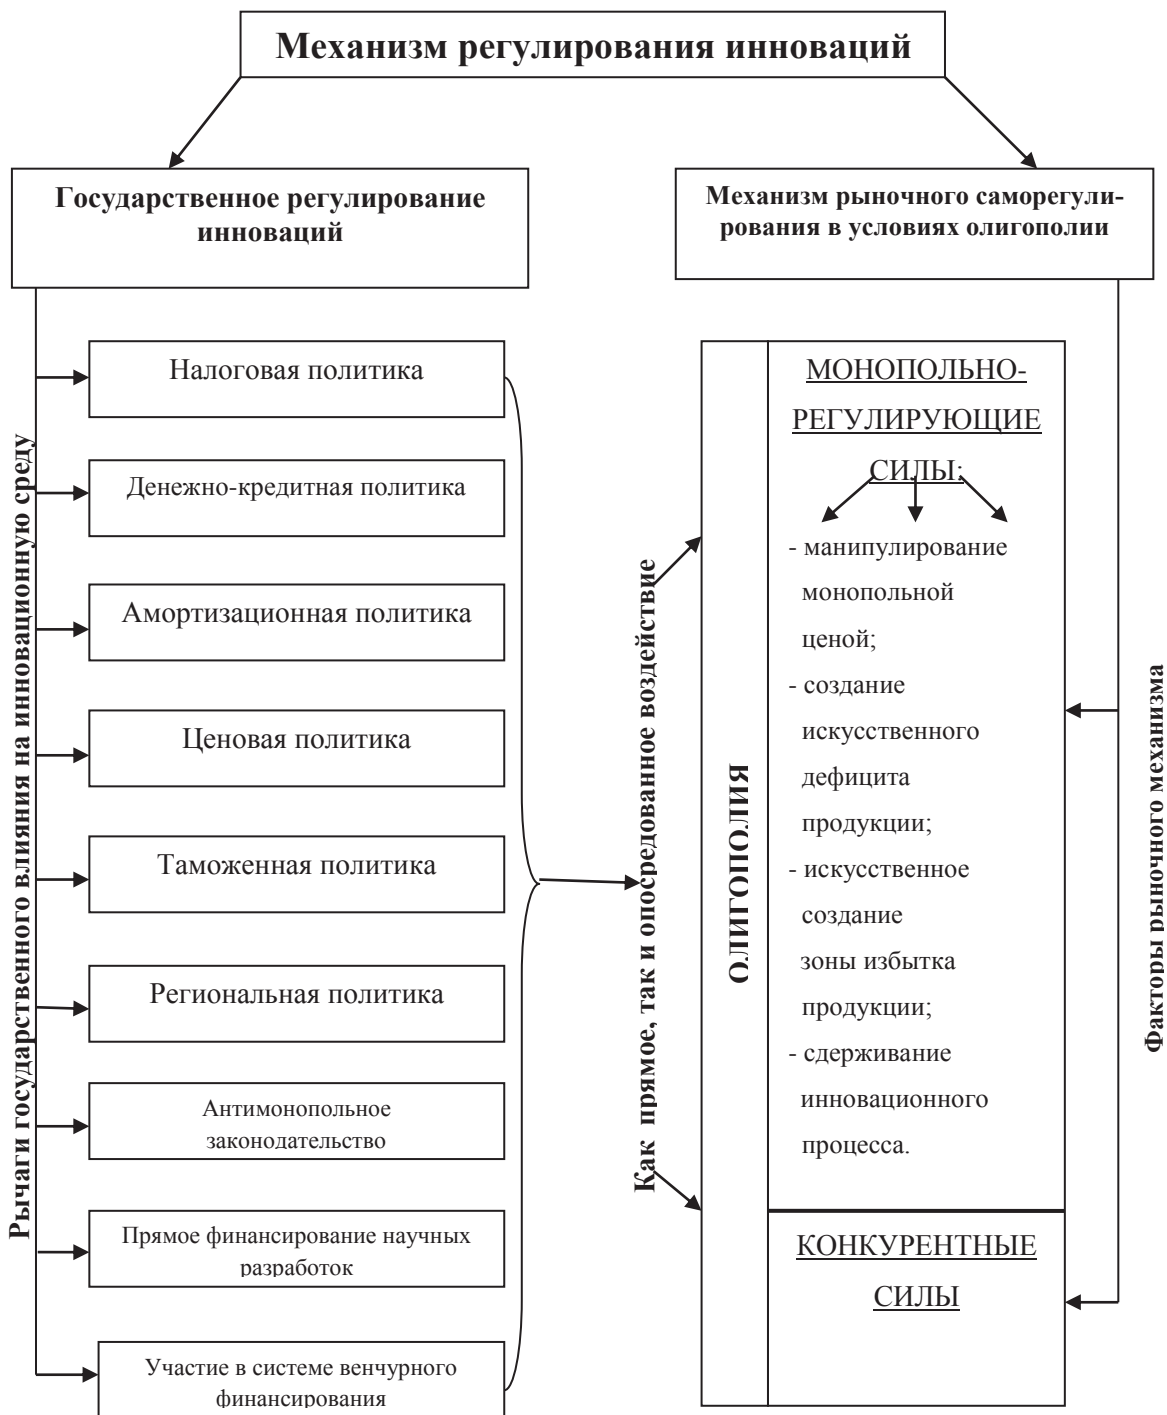 Механизм регулирования инноваций
Государственное регулирование
инноваций
Механизм рыночного саморегули-
рования в условиях олигополии
Рычаги государственного влияния на инновационную среду
Налоговая политика
Денежно-кредитная политика
Амортизационная политика
Ценовая политика
Таможенная политика
Региональная политика
Антимонопольное
законодательство
Прямое финансирование научных
разработок
Участие в системе венчурного
финансирования
Как прямое, так и опосредованное воздействие
ОЛИГОПОЛИЯ
МОНОПОЛЬНО-
РЕГУЛИРУЮЩИЕ
СИЛЫ:
- манипулирование
монопольной
ценой;
- создание
искусственного
дефицита
продукции;
- искусственное
создание
зоны избытка
продукции;
- сдерживание
инновационного
процесса.
КОНКУРЕНТНЫЕ
СИЛЫ
Факторы рыночного механизма